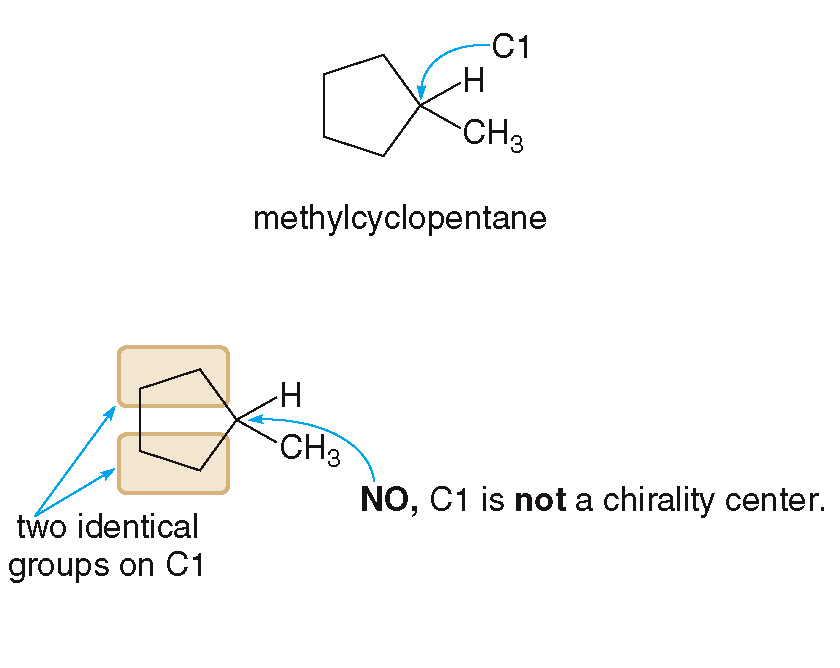 C1
H
CH₃
methylcyclopentane
H
CH₃
NO, C1 is not a chirality center.
two identical
groups on C1